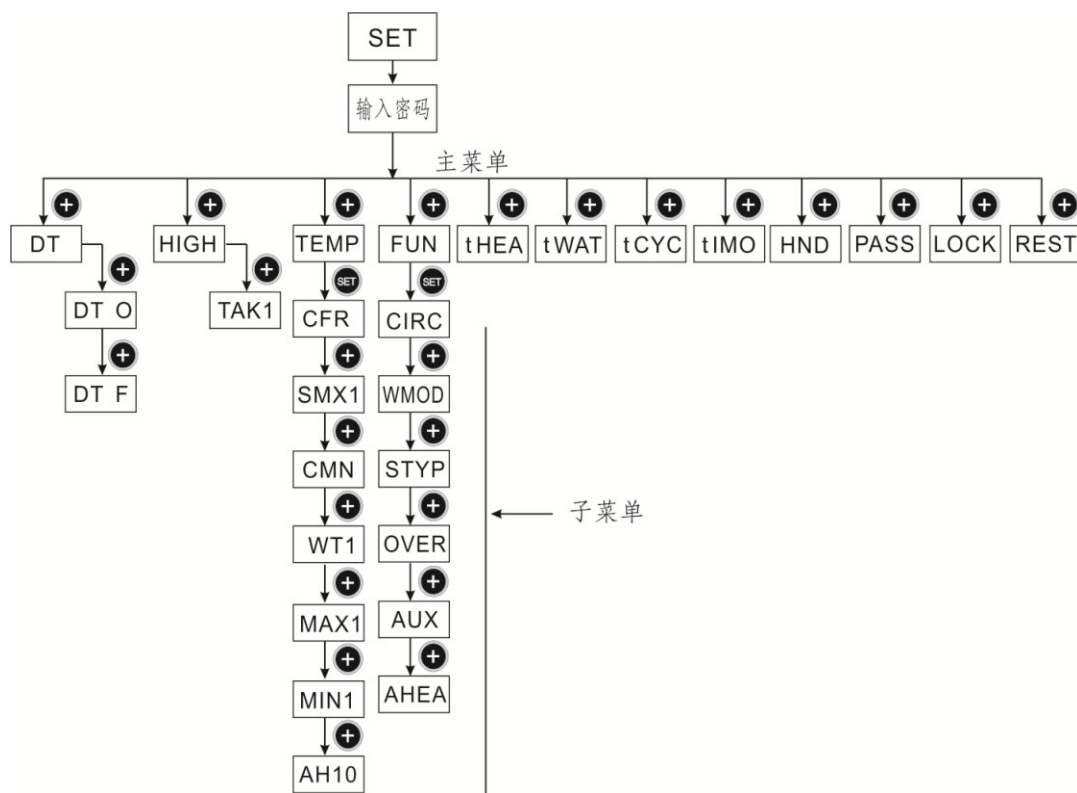 SET
输入密码
主菜单
DT
HIGH
TEMP
FUN
tHEA
tWAT
tCYC
tIMO
HND
PASS
LOCK
REST
SET
SET
DT O
TAK1
CFR
CIRC
DT F
SMX1
WMOD
CMN
STYP
子菜单
WT1
OVER
MAX1
AUX
MIN1
AHEA
AH10